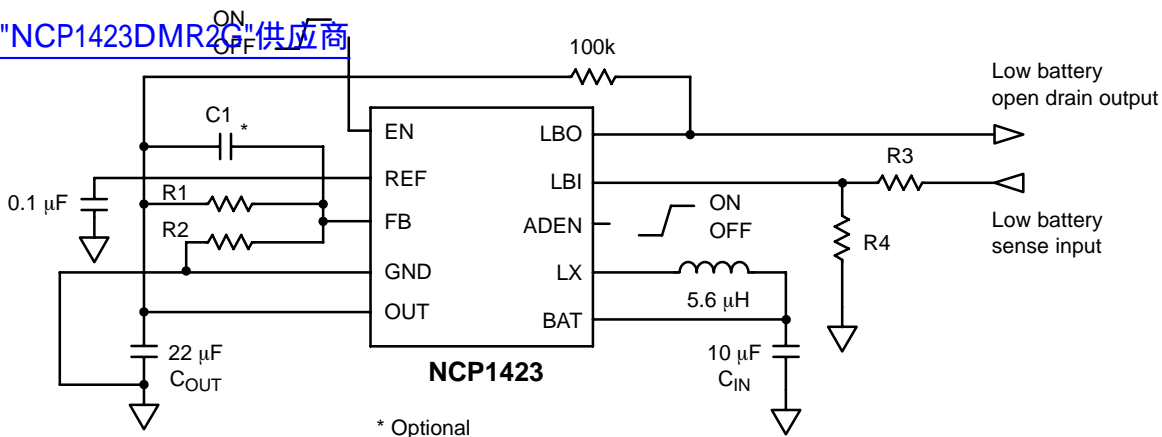 "NCP1423DMR2G"供应商
ON
OFF
100k
Low battery
open drain output
C1
*
EN
LBO
R3
REF
LBI
0.1 μF
R1
ON
OFF
FB
ADEN
Low battery
sense input
R2
R4
GND
LX
5.6 μH
OUT
BAT
22 μF
COUT
10 μF
CIN
NCP1423
* Optional